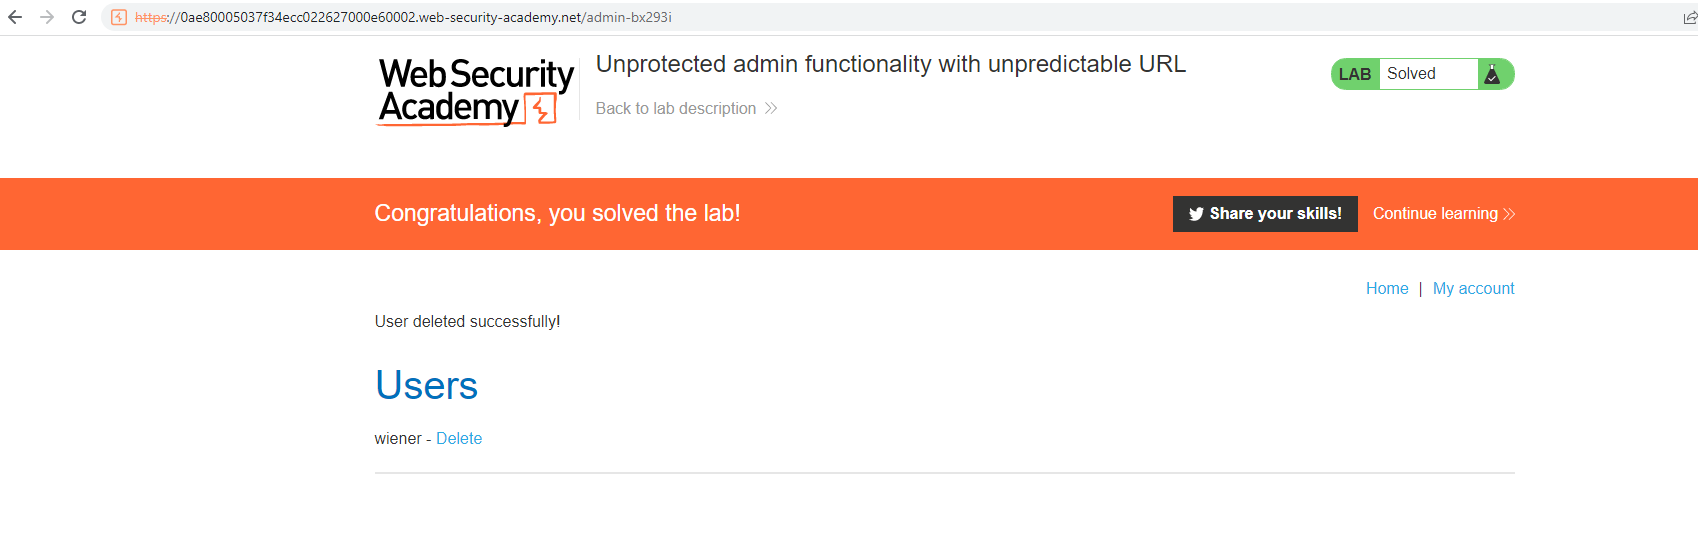 https://0ae80005037f34ecc022627000e60002.web-security-academy.net/admin-bx293i
Web Security
Academy
Unprotected admin functionality with unpredictable URL
Back to lab description
LAB Solved
Congratulations, you solved the lab!
Share your skills!
Continue learning
Home | My account
User deleted successfully!
Users
wiener - Delete